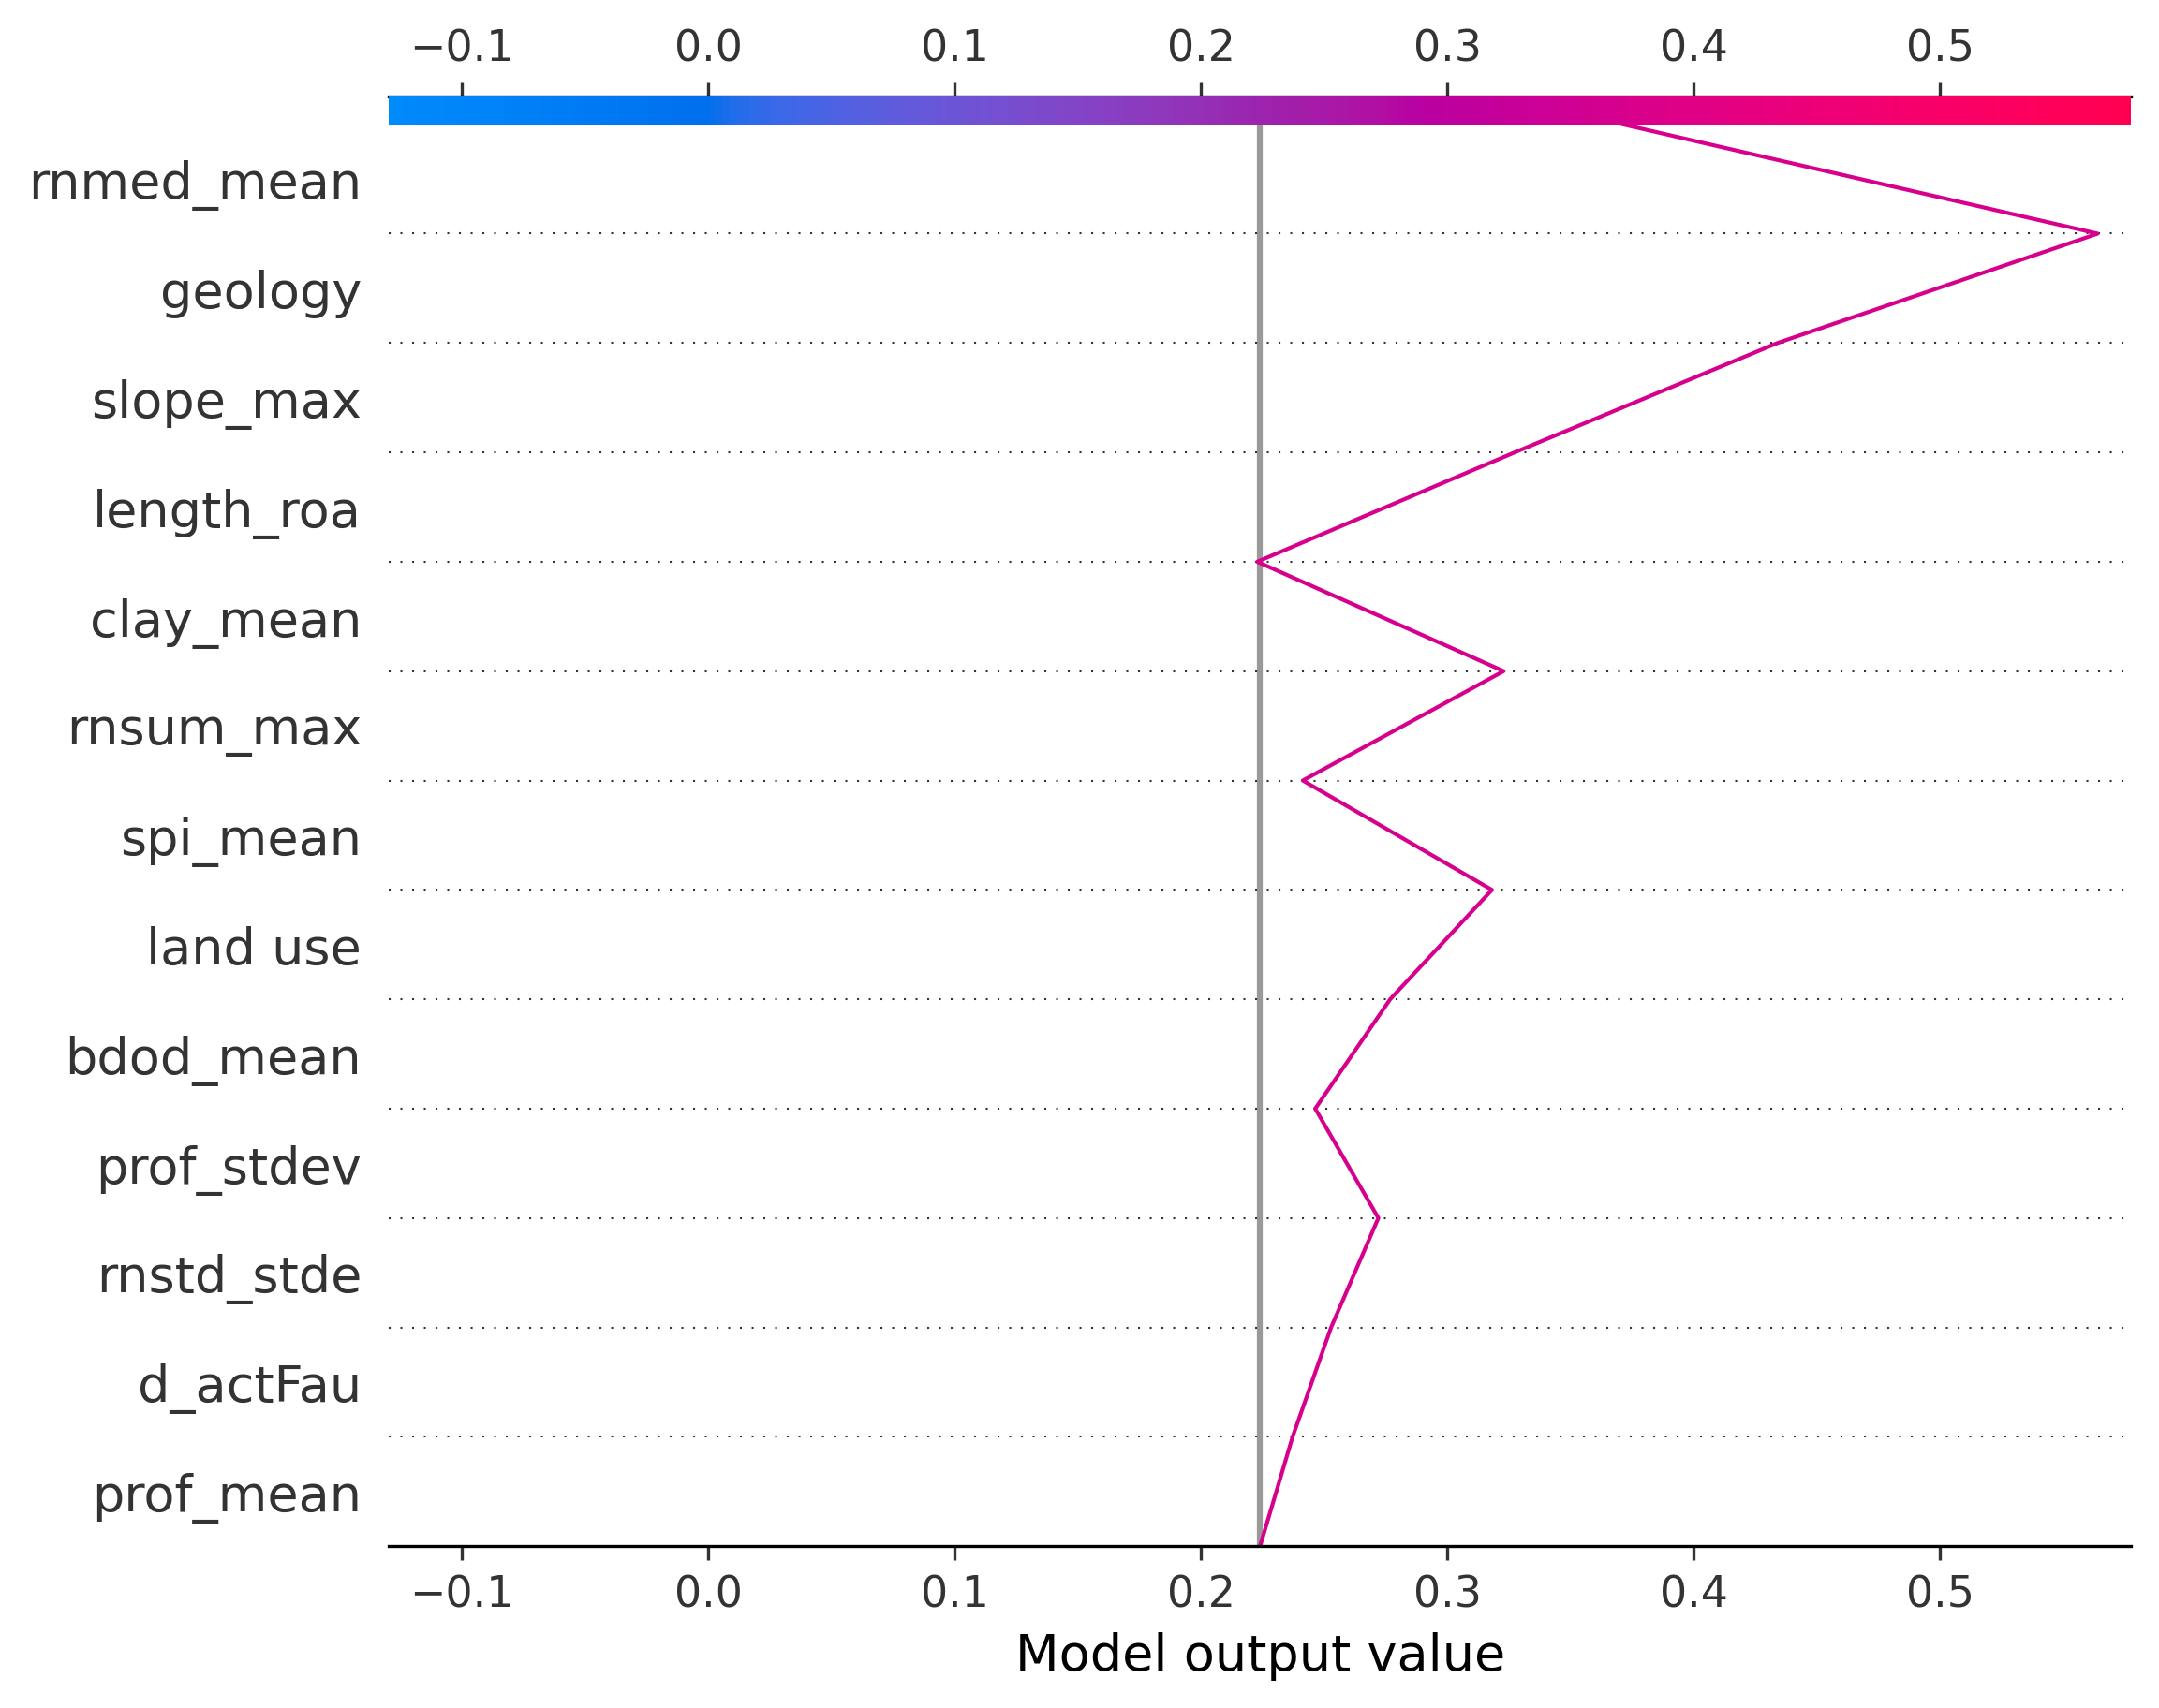 −0.1 0.0 0.1 0.2 0.3 0.4 0.5
rnmed_mean
geology
slope_max
length_roa
clay_mean
rnsum_max
spi_mean
land use
bdod_mean
prof_stdev
rnstd_stde
d_actFau
prof_mean
−0.1 0.0 0.1 0.2 0.3 0.4 0.5
Model output value